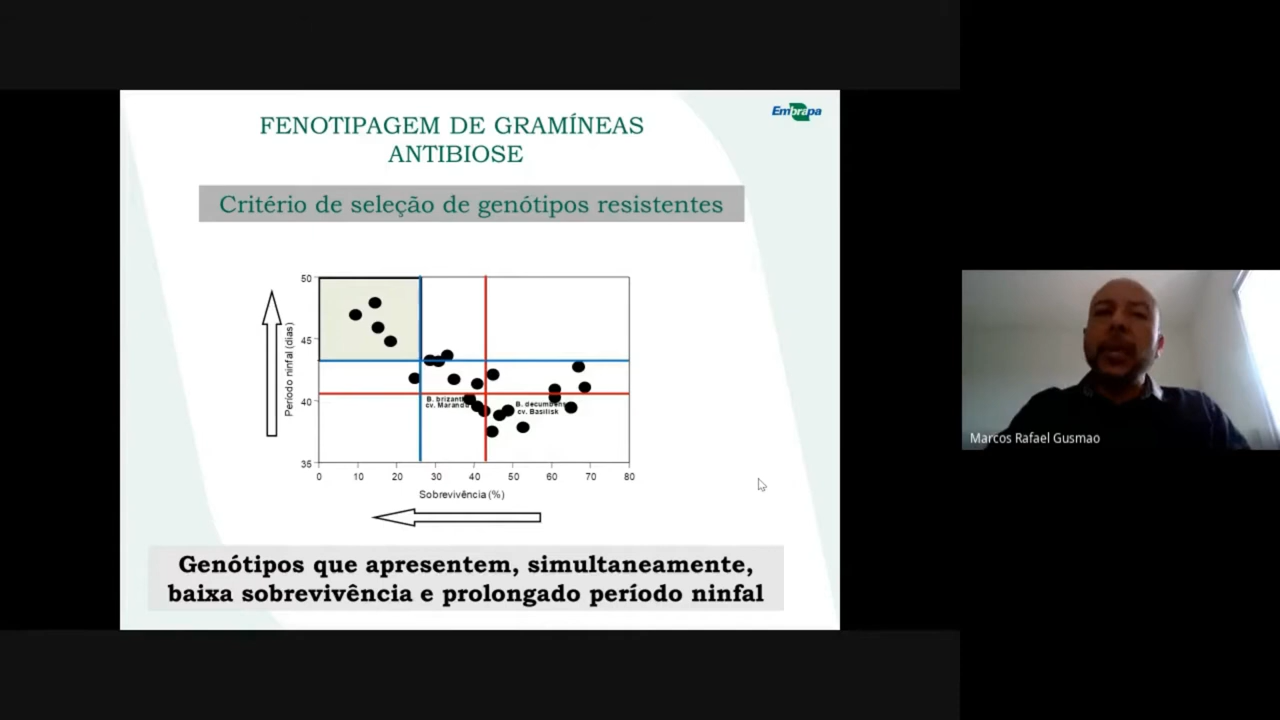 Embrapa
FENOTIPAGEM DE GRAMÍNEAS
ANTIBIOSE
Critério de seleção de genótipos resistentes
50
45
40
35
Período ninfal (dias)
B. brizant
cv. Marandu
B. decumbens
cv. Basilisk
0 10 20 30 40 50 60 70 80
Sobrevivência (%)
Genótipos que apresentem, simultaneamente,
baixa sobrevivência e prolongado período ninfal
Marcos Rafael Gusmao